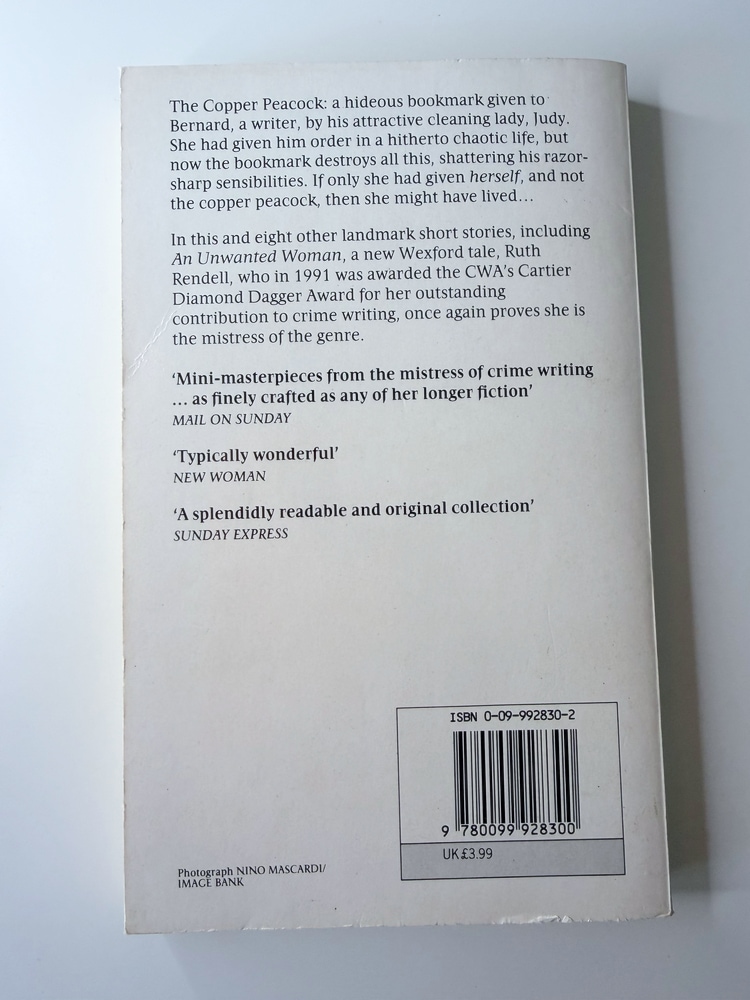 The Copper Peacock: a hideous bookmark given to
Bernard, a writer, by his attractive cleaning lady, Judy.
She had given him order in a hitherto chaotic life, but
now the bookmark destroys all this, shattering his razor-
sharp sensibilities. If only she had given herself, and not
the copper peacock, then she might have lived...
In this and eight other landmark short stories, including
An Unwanted Woman, a new Wexford tale, Ruth
Rendell, who in 1991 was awarded the CWA's Cartier
Diamond Dagger Award for her outstanding
contribution to crime writing, once again proves she is
the mistress of the genre.
‘Mini-masterpieces from the mistress of crime writing
... as finely crafted as any of her longer fiction’
MAIL ON SUNDAY
‘Typically wonderful’
NEW WOMAN
‘A splendidly readable and original collection’
SUNDAY EXPRESS
ISBN 0-09-992830-2
9 780099 928300
UK £3.99
Photograph NINO MASCARDI/
IMAGE BANK